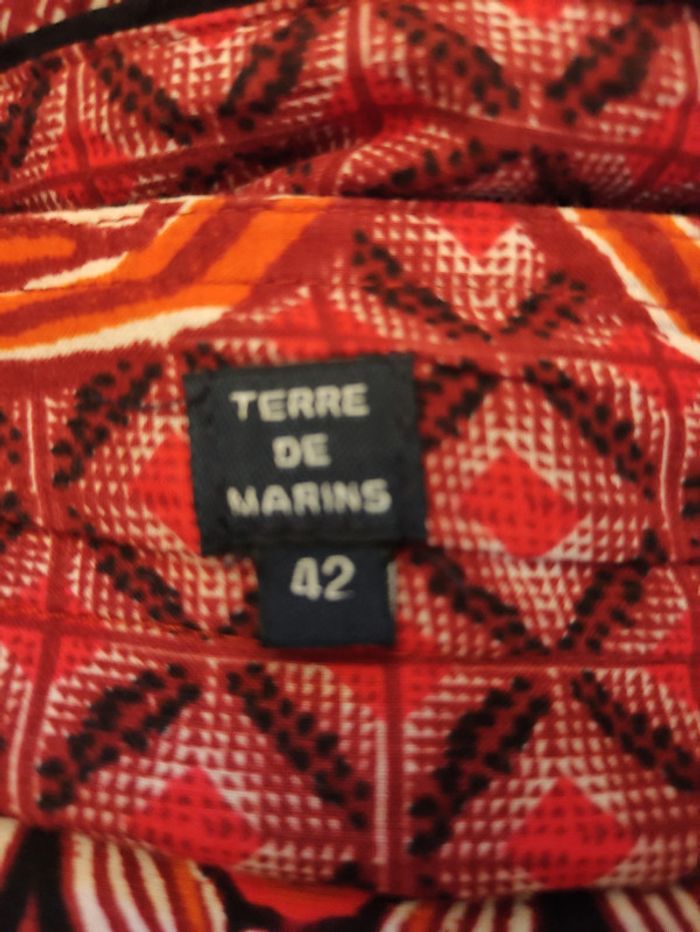 TERRE
DE
MARINS
42